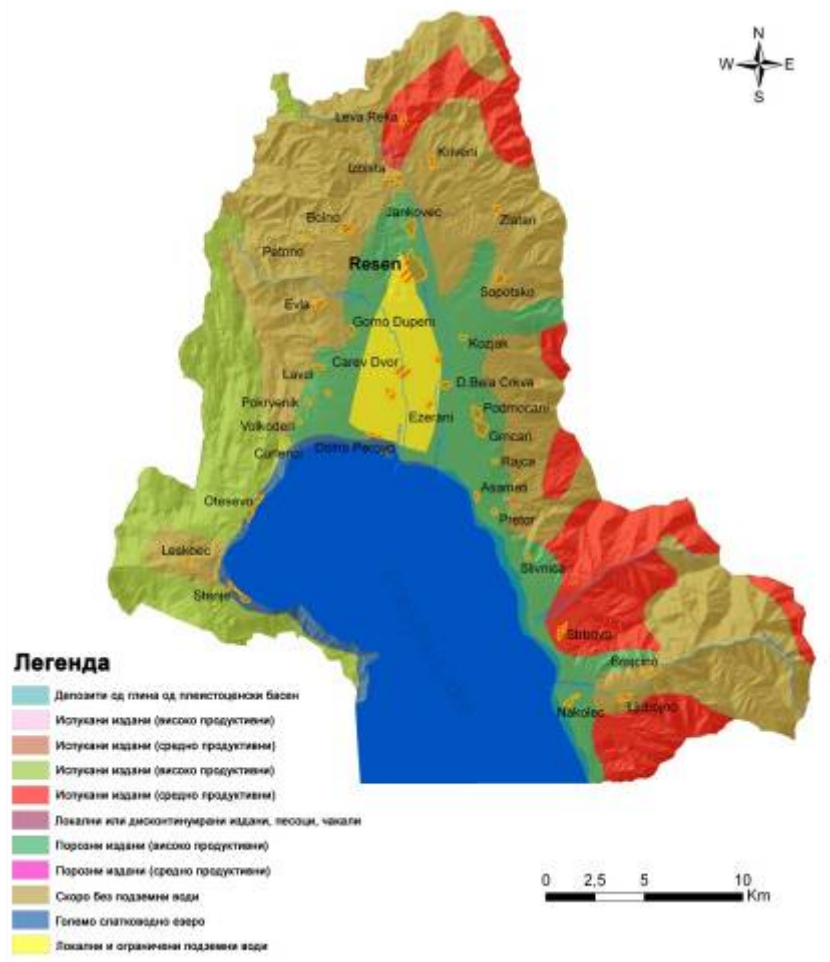 N
W E
S
Leva Reka
Kriveni
Izbista
Jankovec
Bolno
Zlatari
Petrino
Resen
Sopotsko
Evla
Gorno Dupeni
Kozjak
Carev Dvor
Lavci
D.Bela Crkva
Pokrvenik
Podmocani
Ezerani
Volkoderi
Grncari
Dolno Perovo
Rajca
Asamati
Otesevo
Pretor
Leskoec
Slivnica
Stenje
Strbovo
Brajcino
Nakolec
Ljubojno
Легенда
Депозити од глина од плеистоценски басен
Испукани издани (високо продуктивни)
Испукани издани (средно продуктивни)
Испукани издани (високо продуктивни)
Испукани издани (средно продуктивни)
Локални или дисконтинуирани издани, песоци, чакали
Порозни издани (високо продуктивни)
Порозни издани (средно продуктивни)
Скоро без подземни води
Големо слатководно езеро
Локални и ограничени подземни води
0 2,5 5 10
Km